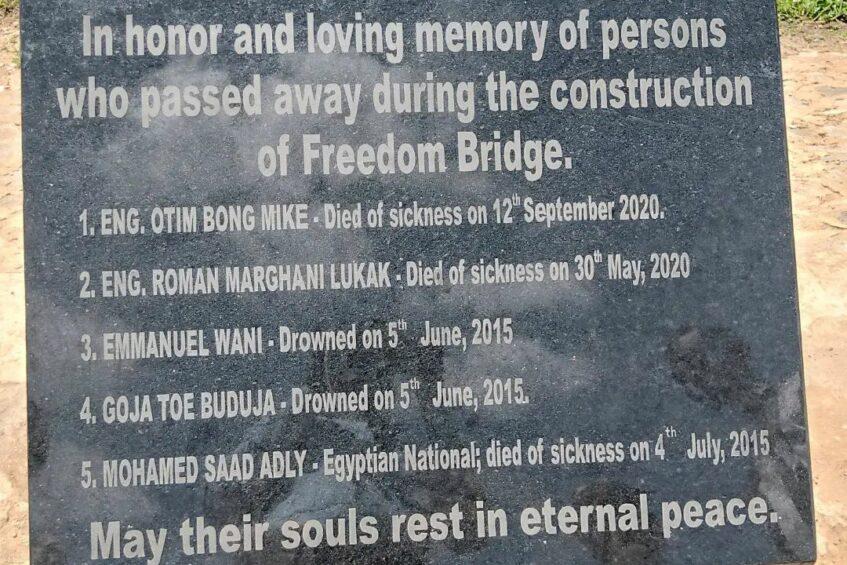 In honor and loving memory of persons
who passed away during the construction
of Freedom Bridge.
1. ENG. OTIM BONG MIKE - Died of sickness on 12th September 2020.
2. ENG. ROMAN MARGHANI LUKAK - Died of sickness on 30th May, 2020
3. EMMANUEL WANI - Drowned on 5th June, 2015
4. GOJA TOE BUDUJA - Drowned on 5th June, 2015.
5. MOHAMED SAAD ADLY - Egyptian National; died of sickness on 4th July, 2015
May their souls rest in eternal peace.